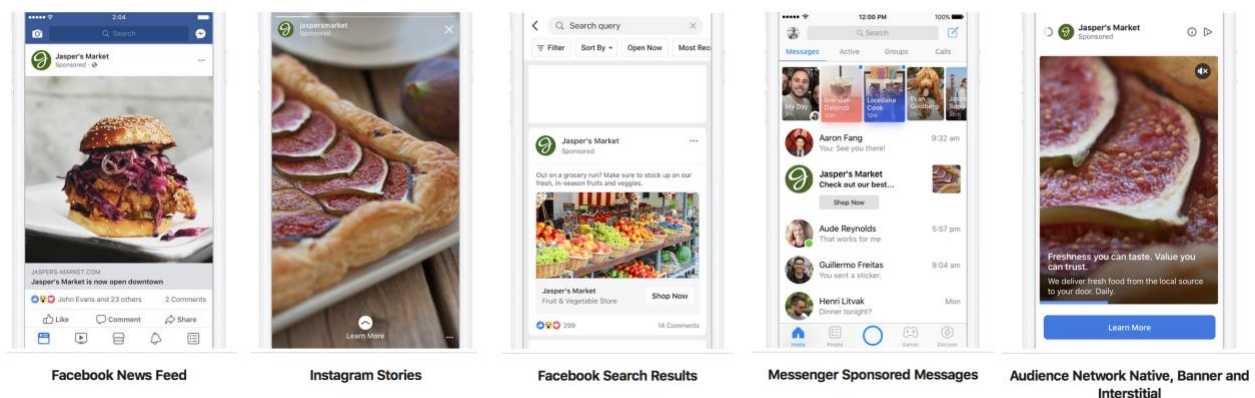 2:04
Search
Jasper's Market
Sponsored
JASPERS-MARKET.COM
Jasper's Market is now open downtown
John Evans and 23 others 2 Comments
Like Comment Share
Facebook News Feed
jaspersmarket
Sponsored
Learn More
Instagram Stories
Search query
Filter Sort By Open Now Most Rec
Jasper's Market
Sponsored
Out on a grocery run? Make sure to stock up on our
fresh, in-season fruits and veggies.
Jasper's Market
Fruit & Vegetable Store
Shop Now
299 14 Comments
Facebook Search Results
12:00 PM 100%
Search
Messages Active Groups Calls
My Day
Loredana
Cook
Evan
Goldberg
Aaron Fang 9:32 am
You: See you there!
Jasper's Market
Check out our best...
Shop Now
Aude Reynolds 5:57 pm
That works for me
Guillermo Freitas 9:04 am
You sent a sticker.
Henri Litvak Mon
Dinner tonight?
Home People Games Discover
Messenger Sponsored Messages
Jasper's Market
Sponsored
Freshness you can taste. Value you
can trust.
We deliver fresh food from the local source
to your door. Daily.
Learn More
Audience Network Native, Banner and
Interstitial